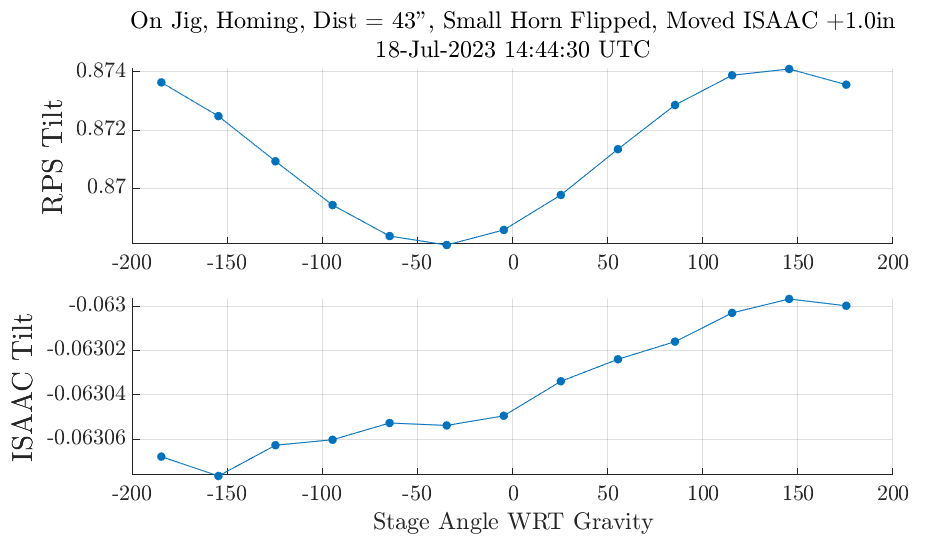 On Jig, Homing, Dist = 43”, Small Horn Flipped, Moved ISAAC +1.0in
18-Jul-2023 14:44:30 UTC
0.874
0.872
0.87
RPS Tilt
-200 -150 -100 -50 0 50 100 150 200
-0.063
-0.06302
-0.06304
-0.06306
ISAAC Tilt
-200 -150 -100 -50 0 50 100 150 200
Stage Angle WRT Gravity